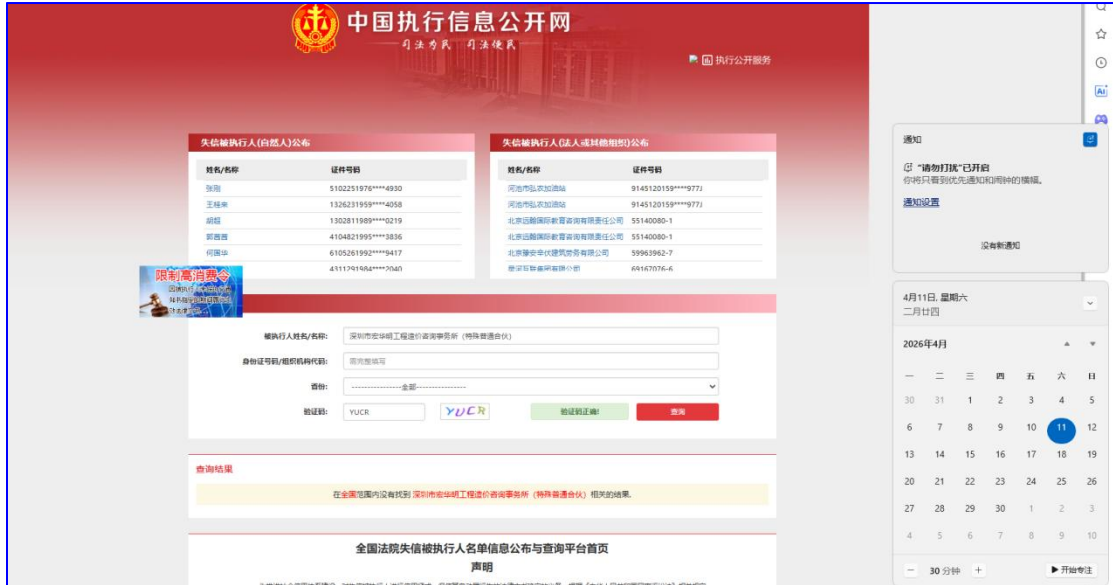 中国执行信息公开网
司法为民 司法便民
执行公开服务
失信被执行人(自然人)公布
姓名/名称 证件号码
张刚 5102251976****4930
王桂来 1326231959****4058
胡超 1302811989****0219
郭茜茜 4104821995****3836
何国华 6105261992****9417
4311291984****2040
失信被执行人(法人或其他组织)公布
姓名/名称 证件号码
河池市弘农加油站 9145120159****977J
河池市弘农加油站 9145120159****977J
北京远翰国际教育咨询有限责任公司 55140080-1
北京远翰国际教育咨询有限责任公司 55140080-1
北京肇安丰伏建筑劳务有限公司 59963962-7
69167076-6
限制高消费令
被执行人姓名/名称: 深圳市宏华明工程造价咨询事务所（特殊普通合伙）
身份证号码/组织机构代码: 需完整填写
省份: ----------------全部----------------
验证码: YUCR YUCR 验证码正确! 查询
查询结果
在全国范围内没有找到 深圳市宏华明工程造价咨询事务所（特殊普通合伙）相关的结果.
全国法院失信被执行人名单信息公布与查询平台首页
声明
AI
通知
“请勿打扰”已开启
你将只看到优先通知和闹钟的横幅。
通知设置
没有新通知
4月11日, 星期六
二月廿四
2026年4月
一 二 三 四 五 六 日
30 31 1 2 3 4 5
6 7 8 9 10 11 12
13 14 15 16 17 18 19
20 21 22 23 24 25 26
27 28 29 30 1 2 3
4 5 6 7 8 9 10
30 分钟 开始专注